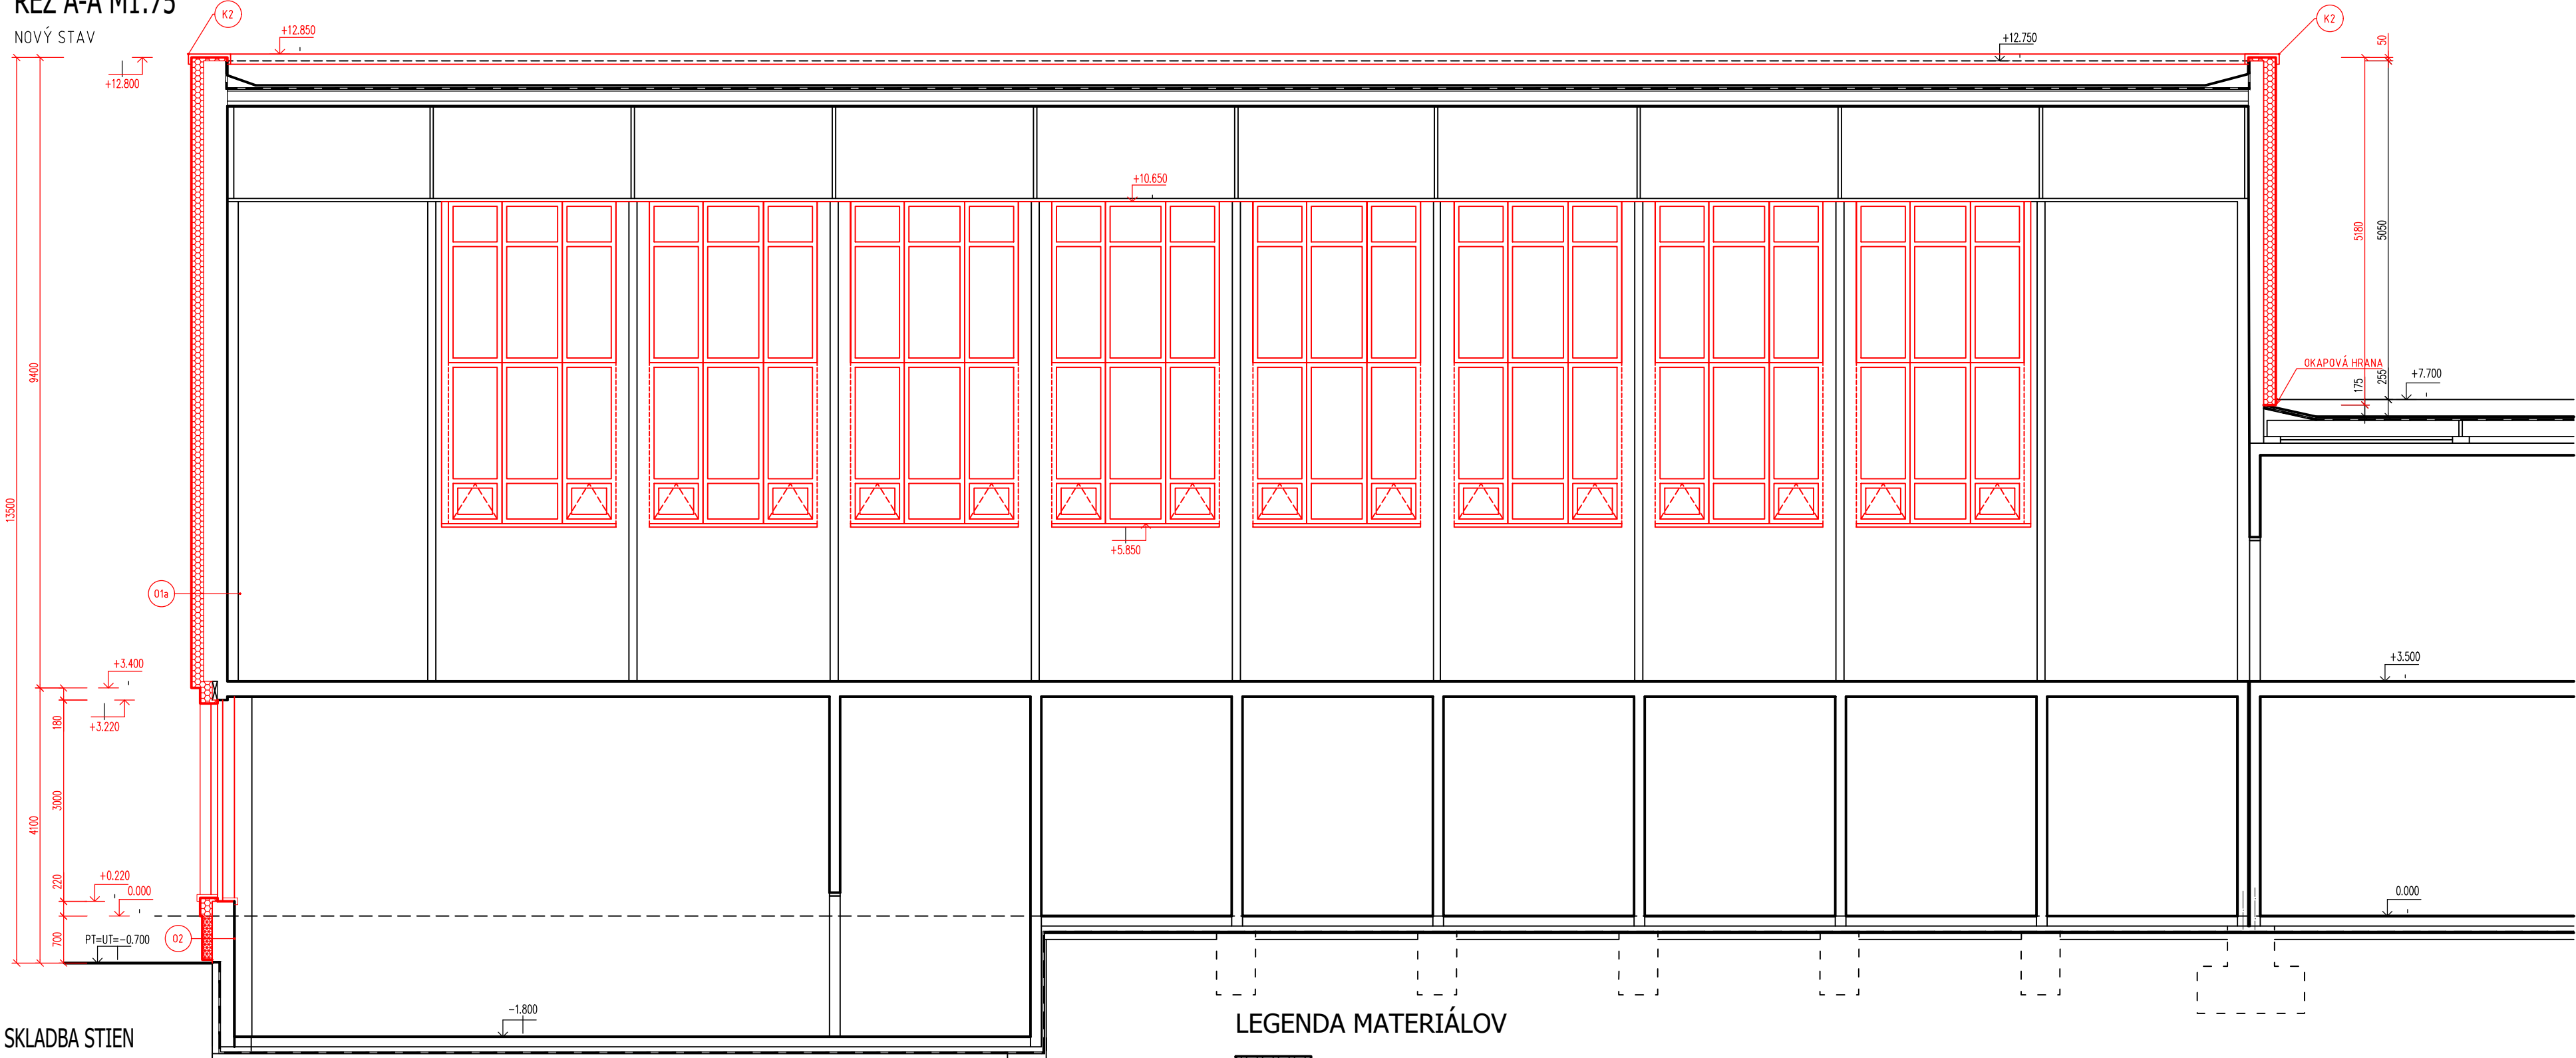 REZ A-A M1:75
NOVÝ STAV
K2
+12.850
+12.800
+12.750
K2
50
5180
5050
OKAPOVÁ HRANA
175
255
+7.700
+10.650
+5.850
9400
13500
O1a
+3.400
+3.220
180
3000
4100
220
+0.220
0.000
700
PT=UT=-0.700
O2
-1.800
+3.500
0.000
SKLADBA STIEN
LEGENDA MATERIÁLOV